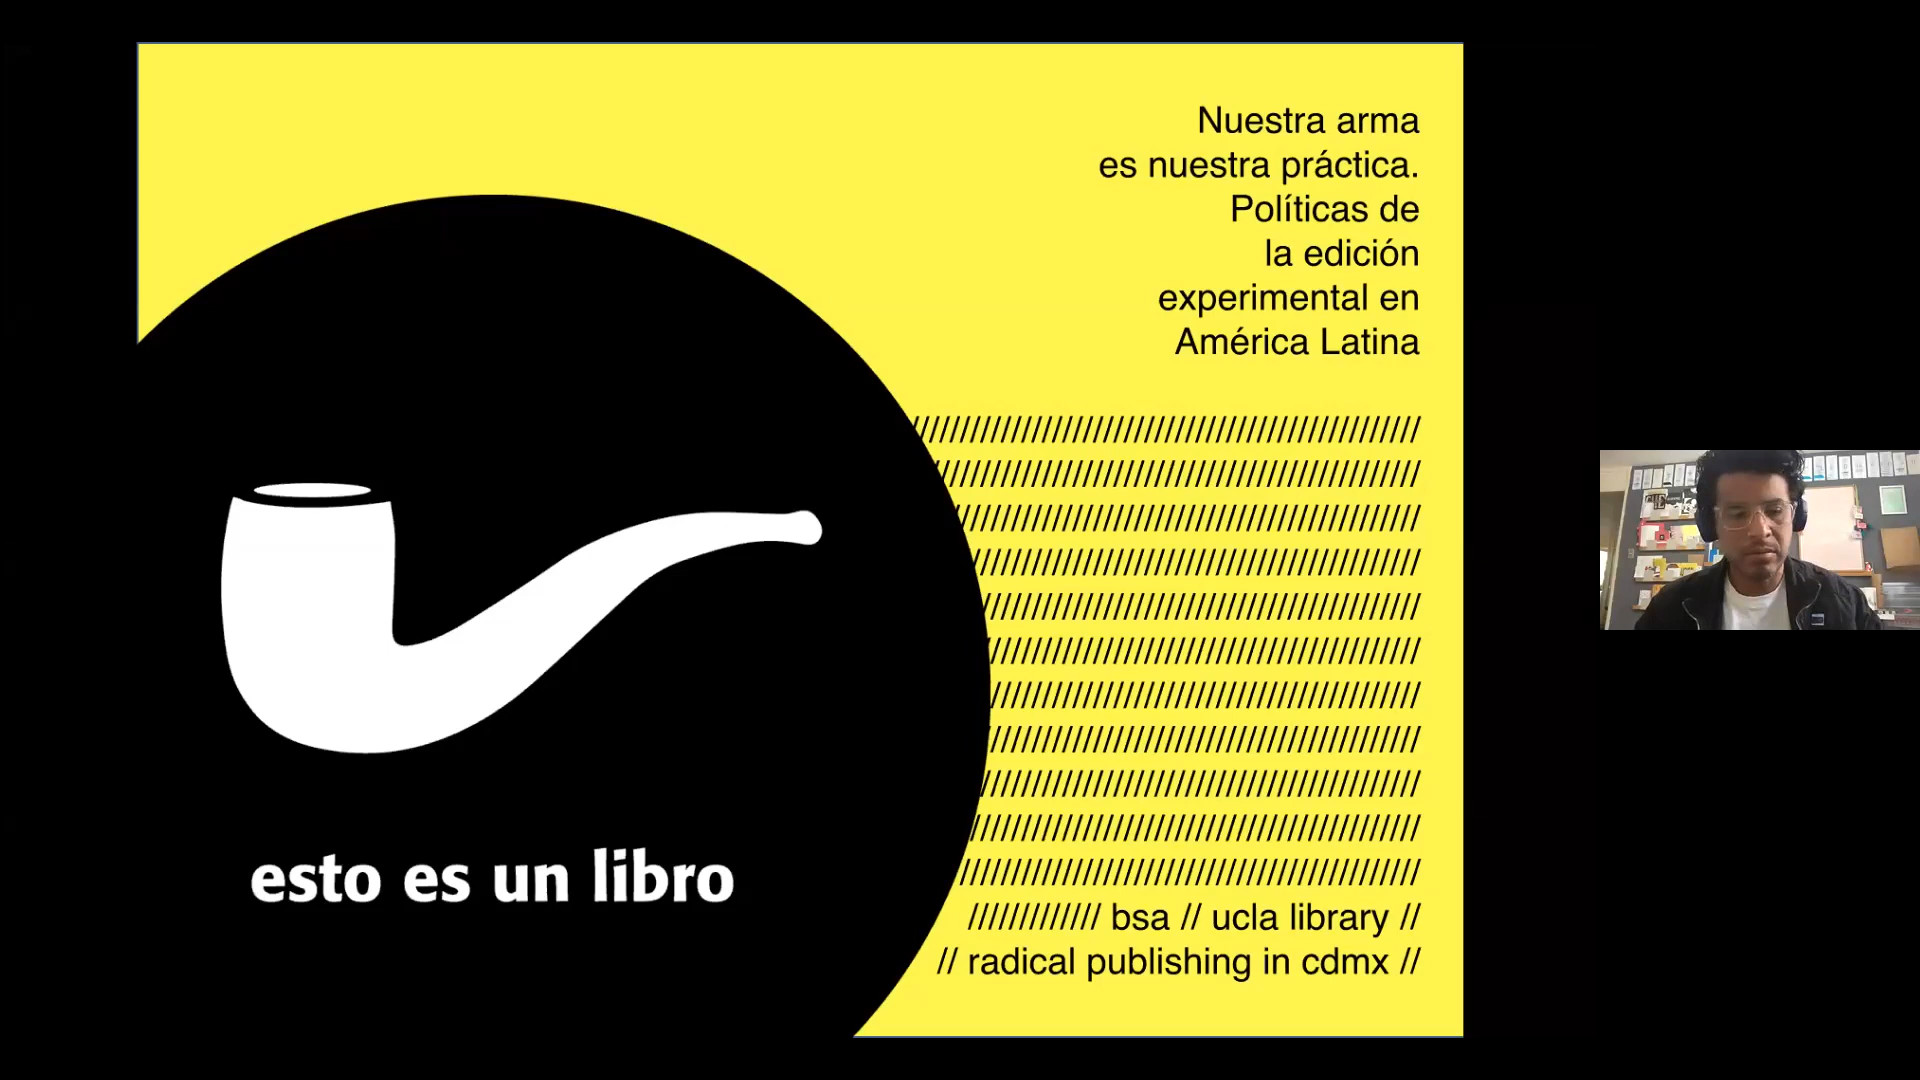 Nuestra arma
es nuestra práctica.
Políticas de
la edición
experimental en
América Latina
////////////////////////////////////////////////
//////////////////////////////////////////////
////////////////////////////////////////////
//////////////////////////////////////////
//////////////////////////////////////////
/////////////////////////////////////////
/////////////////////////////////////////
/////////////////////////////////////////
//////////////////////////////////////////
///////////////////////////////////////////
////////////////////////////////////////////
///////////// bsa // ucla library //
// radical publishing in cdmx //
esto es un libro